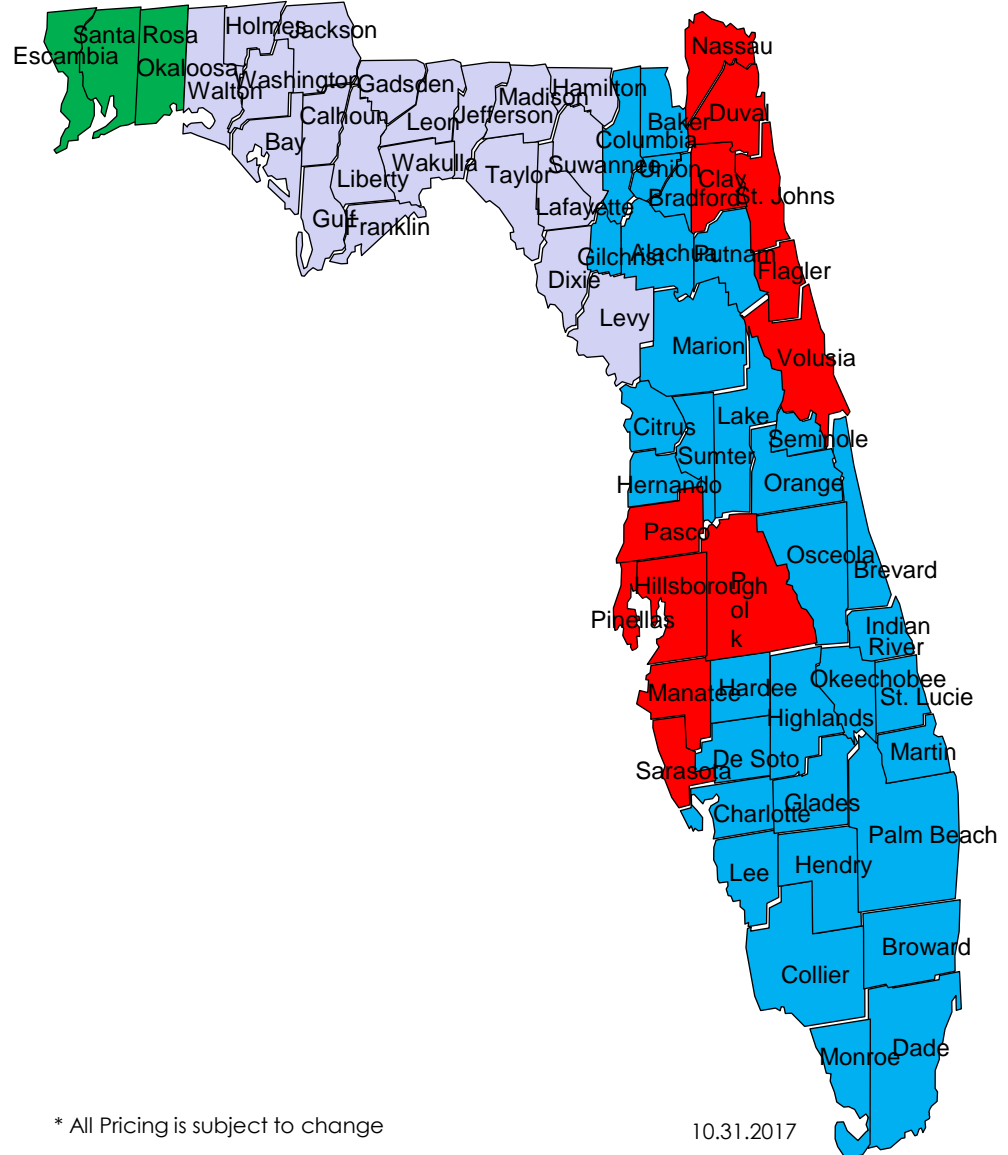 Holmes
Jackson
Santa Rosa
Escambia
Okaloosa
Walton
Washington
Nassau
Gadsden
Hamilton
Madison
Calhoun
Leon
Jefferson
Duval
Baker
Columbia
Bay
Wakulla
Suwannee
Union
Taylor
Clay
Liberty
Bradford
St. Johns
Lafayette
Gulf
Franklin
Gilchrist
Alachua
Putnam
Flagler
Dixie
Levy
Marion
Volusia
Lake
Citrus
Seminole
Sumter
Hernando
Orange
Pasco
Osceola
Brevard
Hillsborough
P
ol
k
Pinellas
Indian
River
Okeechobee
Manatee
Hardee
St. Lucie
Highlands
Martin
De Soto
Sarasota
Glades
Charlotte
Palm Beach
Hendry
Lee
Broward
Collier
Dade
Monroe
* All Pricing is subject to change
10.31.2017